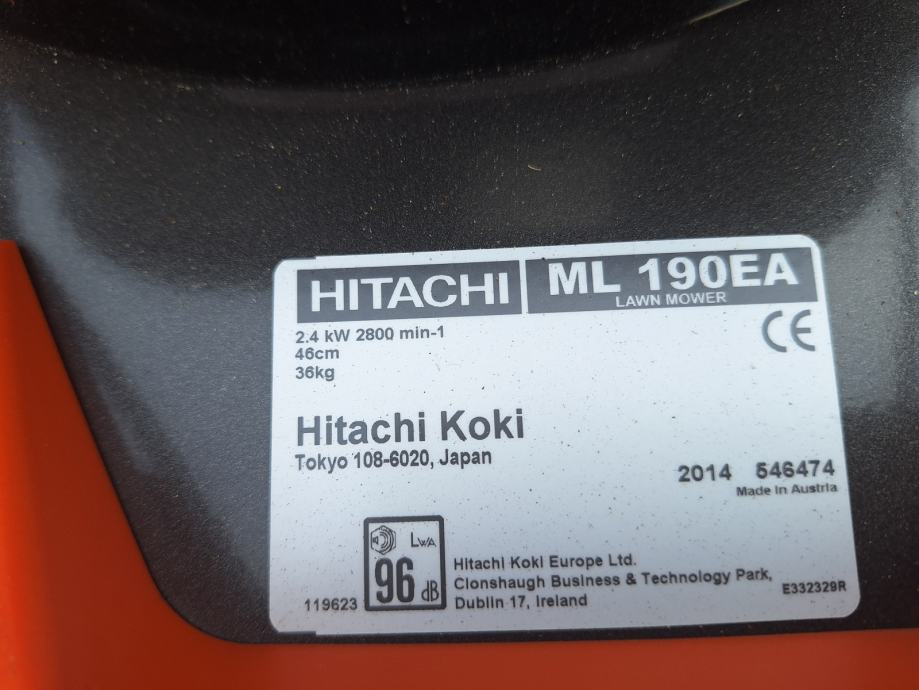 HITACHI
ML 190EA
LAWN MOWER
2.4 kW 2800 min-1
46cm
36kg
CE
Hitachi Koki
Tokyo 108-6020, Japan
2014 546474
Made in Austria
LWA
96 dB
119623
Hitachi Koki Europe Ltd.
Clonshaugh Business & Technology Park,
Dublin 17, Ireland
E332329R